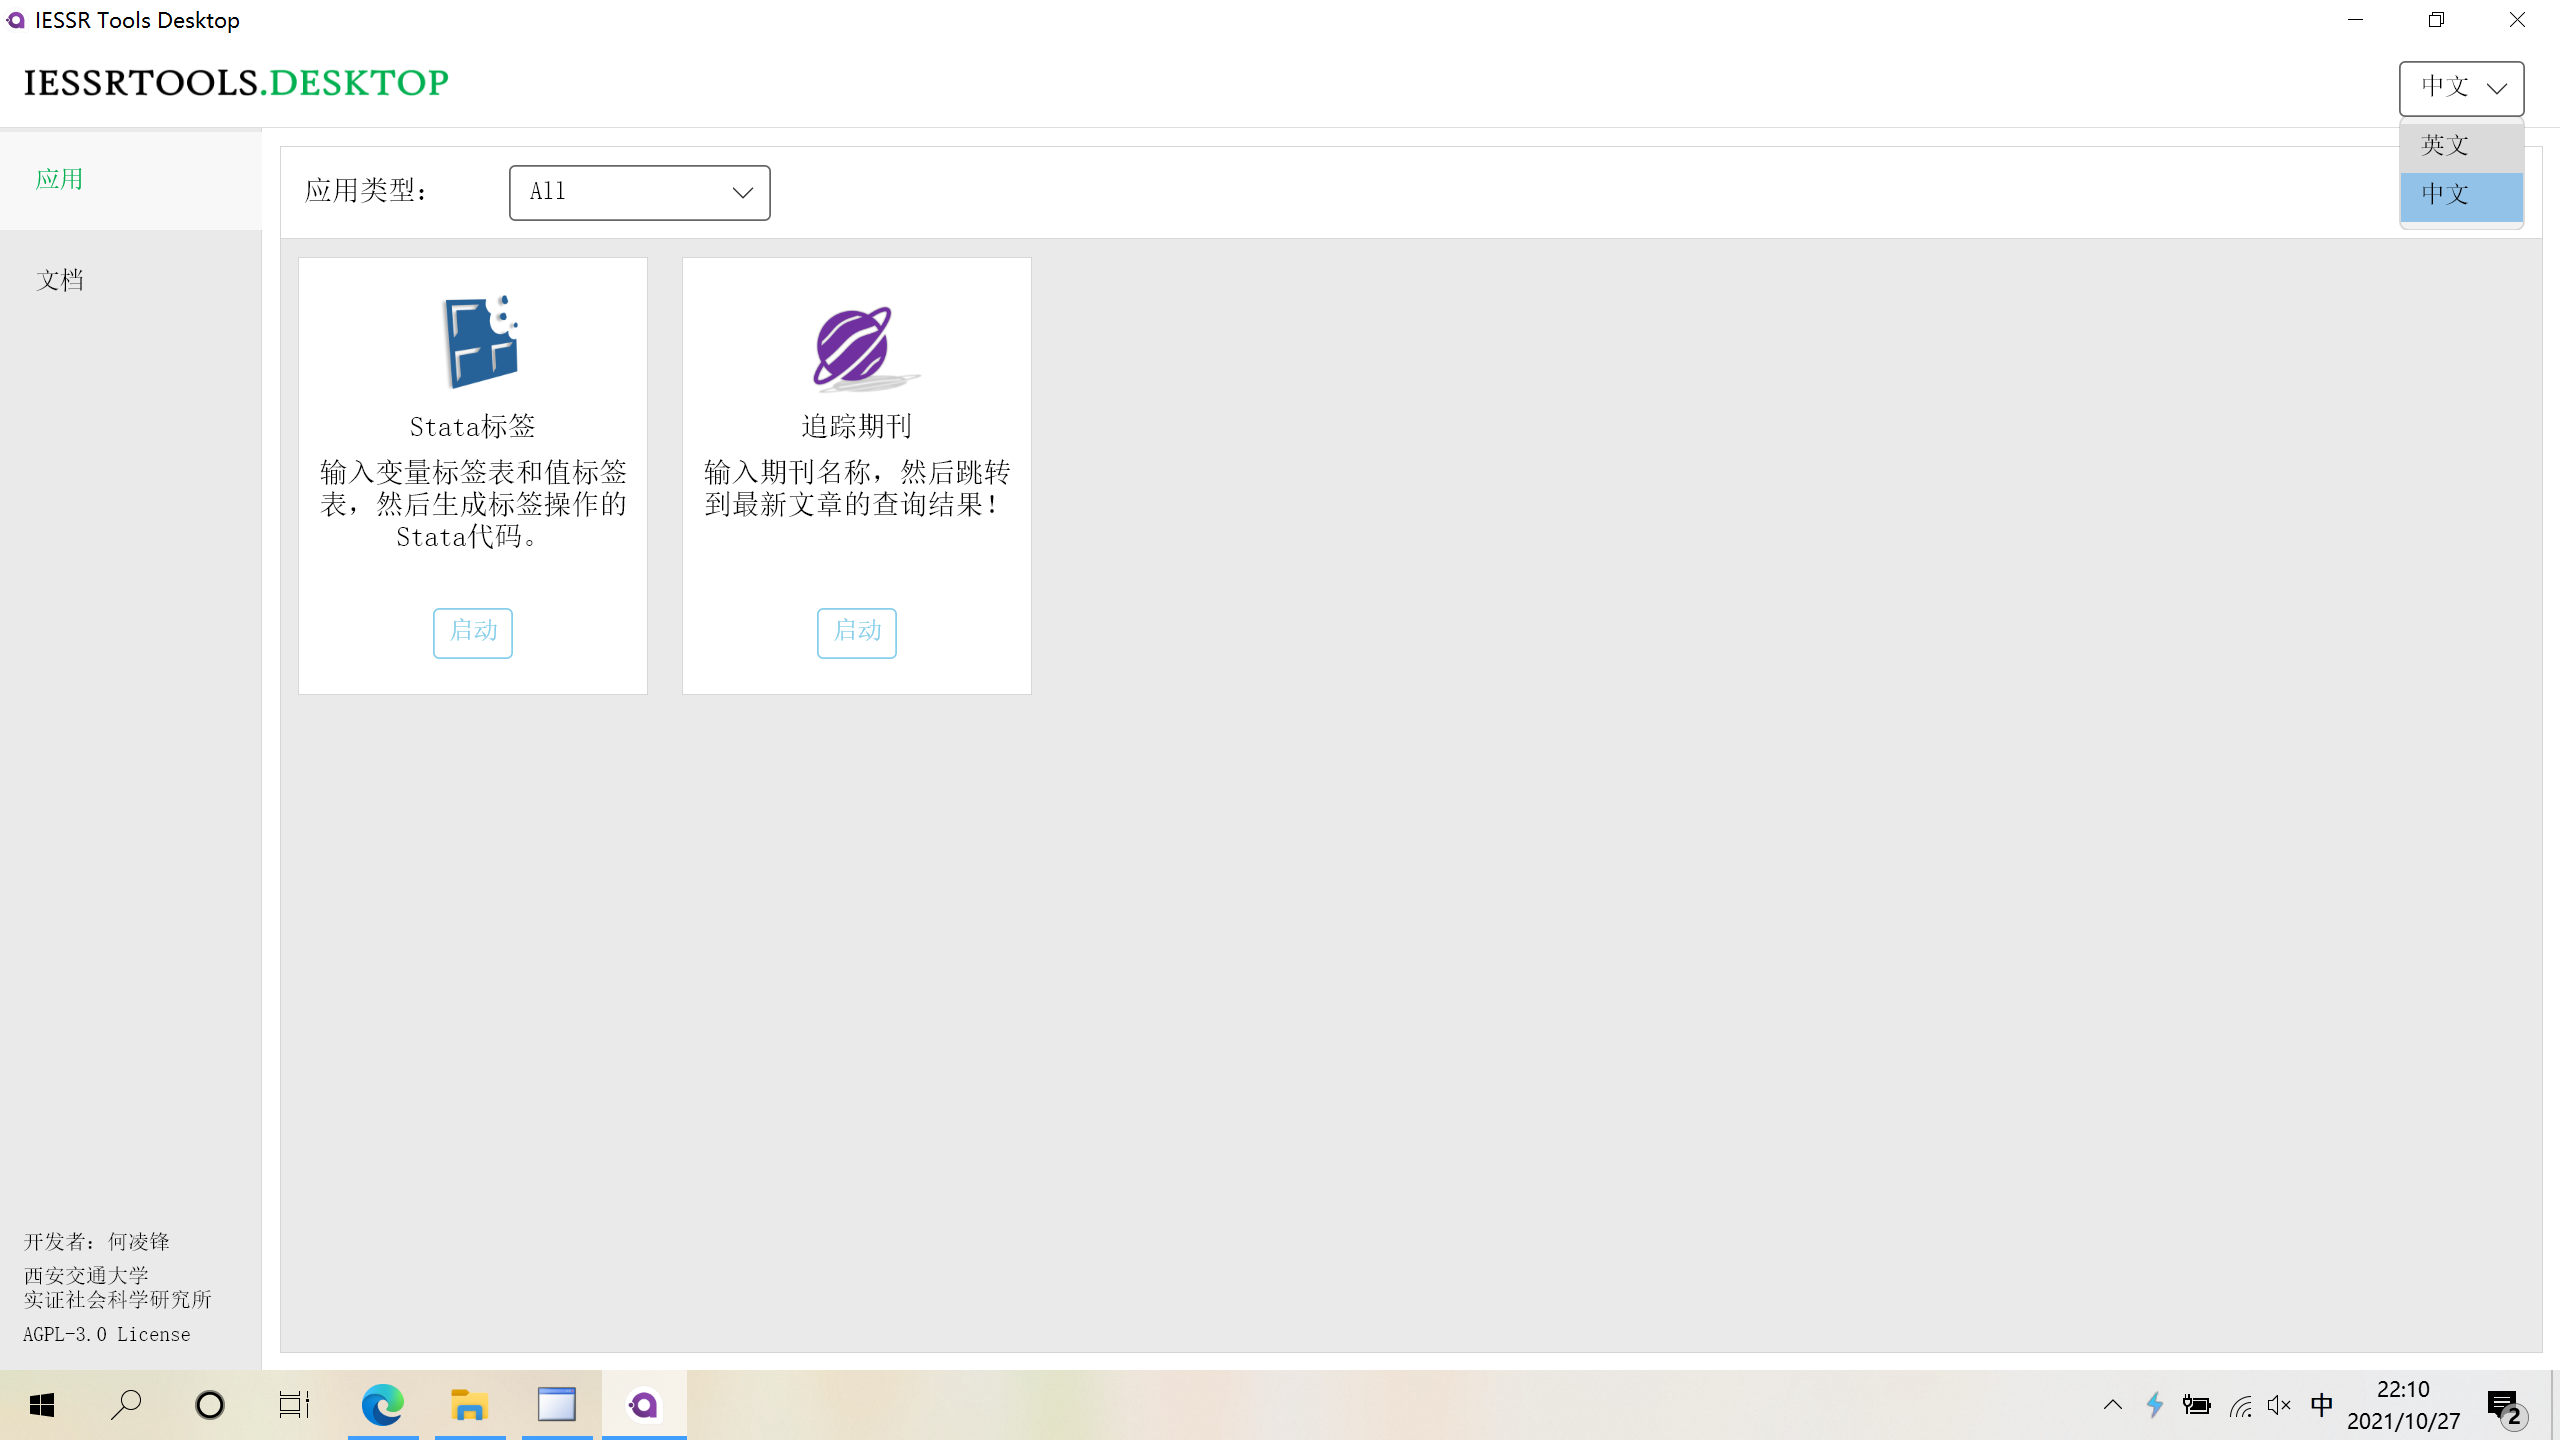 IESSR Tools Desktop
IESSRTOOLS.DESKTOP
中文
英文
中文
应用
文档
应用类型：
All
Stata标签
输入变量标签表和值标签
表，然后生成标签操作的
Stata代码。
启动
追踪期刊
输入期刊名称，然后跳转
到最新文章的查询结果！
启动
开发者：何凌锋
西安交通大学
实证社会科学研究所
AGPL-3.0 License
中
22:10
2021/10/27
2